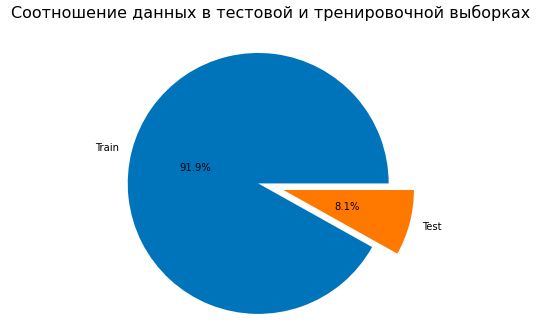 Соотношение данных в тестовой и тренировочной выборках
Train
91.9%
8.1%
Test